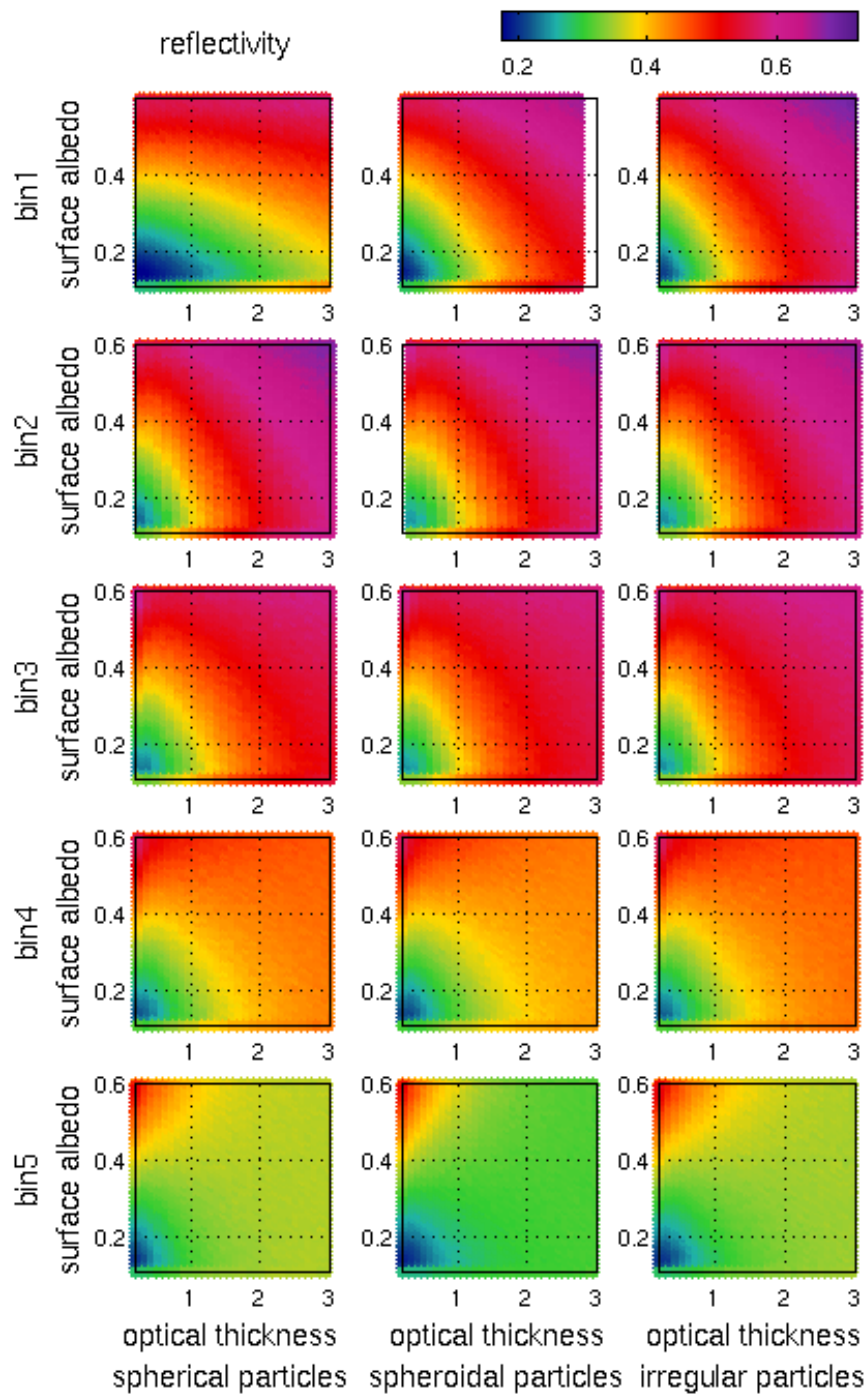 reflectivity
0.2 0.4 0.6
bin1
surface albedo
0.4
0.2
1 2 3
0.4
0.2
1 2 3
0.4
0.2
1 2 3
bin2
surface albedo
0.6
0.4
0.2
1 2 3
0.6
0.4
0.2
1 2 3
0.6
0.4
0.2
1 2 3
bin3
surface albedo
0.6
0.4
0.2
1 2 3
0.6
0.4
0.2
1 2 3
0.6
0.4
0.2
1 2 3
bin4
surface albedo
0.6
0.4
0.2
1 2 3
0.6
0.4
0.2
1 2 3
0.6
0.4
0.2
1 2 3
bin5
surface albedo
0.6
0.4
0.2
1 2 3
0.6
0.4
0.2
1 2 3
0.6
0.4
0.2
1 2 3
optical thickness
spherical particles
optical thickness
spheroidal particles
optical thickness
irregular particles